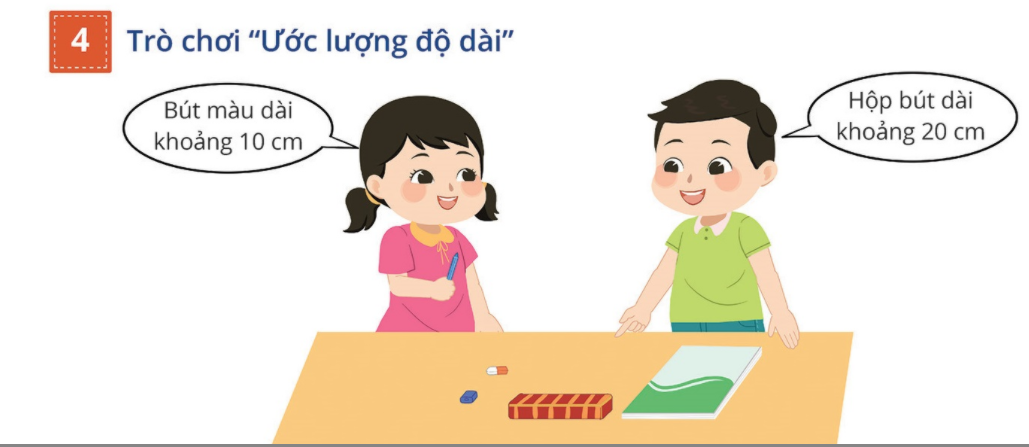 4 Trò chơi “Ước lượng độ dài”
Bút màu dài
khoảng 10 cm
Hộp bút dài
khoảng 20 cm